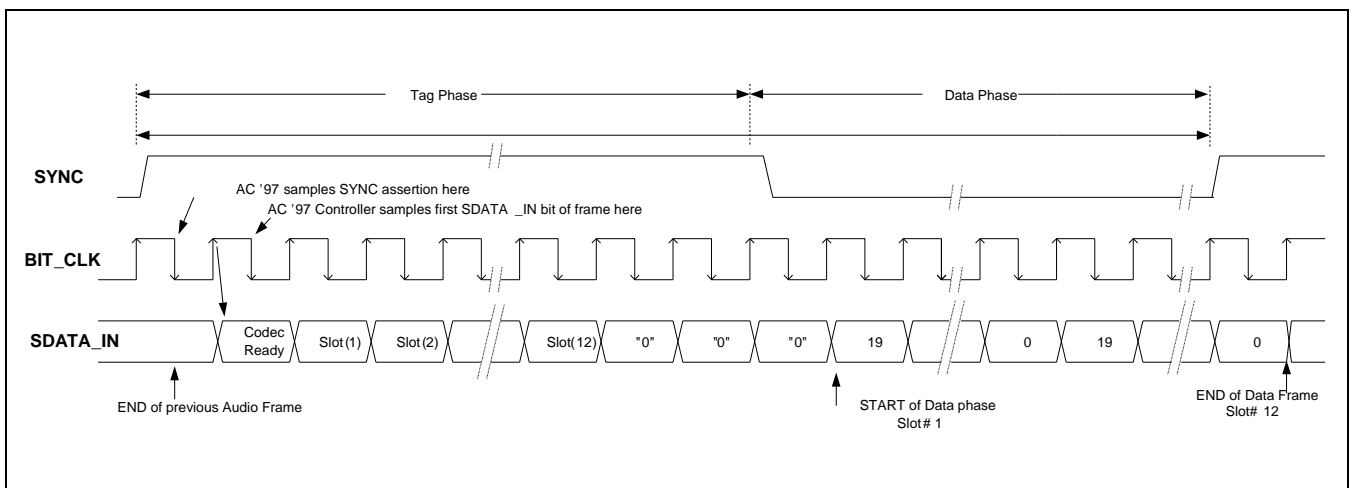 Tag Phase
Data Phase
SYNC
AC '97 samples SYNC assertion here
AC '97 Controller samples first SDATA _IN bit of frame here
BIT_CLK
SDATA_IN
Codec
Ready
Slot(1)
Slot(2)
Slot(12)
"0"
"0"
"0"
19
0
19
0
END of previous Audio Frame
START of Data phase
Slot# 1
END of Data Frame
Slot# 12